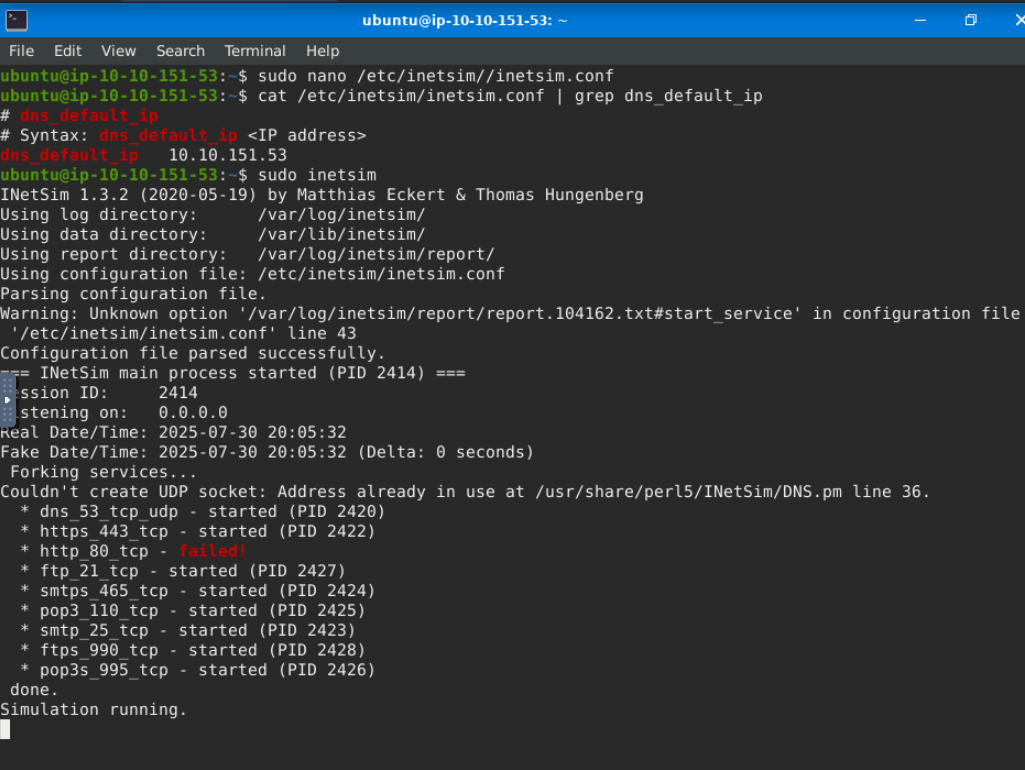 ubuntu@ip-10-10-151-53: ~
File Edit View Search Terminal Help
ubuntu@ip-10-10-151-53:~$ sudo nano /etc/inetsim//inetsim.conf
ubuntu@ip-10-10-151-53:~$ cat /etc/inetsim/inetsim.conf | grep dns_default_ip
# dns_default_ip
# Syntax: dns_default_ip <IP address>
dns_default_ip   10.10.151.53
ubuntu@ip-10-10-151-53:~$ sudo inetsim
INetSim 1.3.2 (2020-05-19) by Matthias Eckert & Thomas Hungenberg
Using log directory:      /var/log/inetsim/
Using data directory:     /var/lib/inetsim/
Using report directory:   /var/log/inetsim/report/
Using configuration file: /etc/inetsim/inetsim.conf
Parsing configuration file.
Warning: Unknown option '/var/log/inetsim/report/report.104162.txt#start_service' in configuration file
 '/etc/inetsim/inetsim.conf' line 43
Configuration file parsed successfully.
=== INetSim main process started (PID 2414) ===
ession ID:     2414
istening on:   0.0.0.0
Real Date/Time: 2025-07-30 20:05:32
Fake Date/Time: 2025-07-30 20:05:32 (Delta: 0 seconds)
 Forking services...
Couldn't create UDP socket: Address already in use at /usr/share/perl5/INetSim/DNS.pm line 36.
  * dns_53_tcp_udp - started (PID 2420)
  * https_443_tcp - started (PID 2422)
  * http_80_tcp - failed!
  * ftp_21_tcp - started (PID 2427)
  * smtps_465_tcp - started (PID 2424)
  * pop3_110_tcp - started (PID 2425)
  * smtp_25_tcp - started (PID 2423)
  * ftps_990_tcp - started (PID 2428)
  * pop3s_995_tcp - started (PID 2426)
 done.
Simulation running.